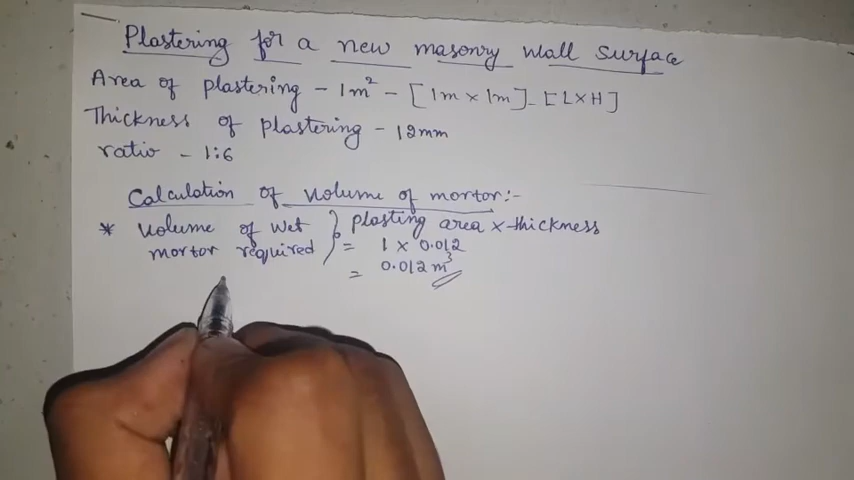 Plastering for a new masonry wall surface
Area of plastering - 1m² - [1m x 1m] - [L x H]
Thickness of plastering - 12mm
ratio - 1:6
Calculation of volume of mortor:-
* Volume of wet } plasting area x thickness
mortor required = 1 x 0.012
= 0.012 m³